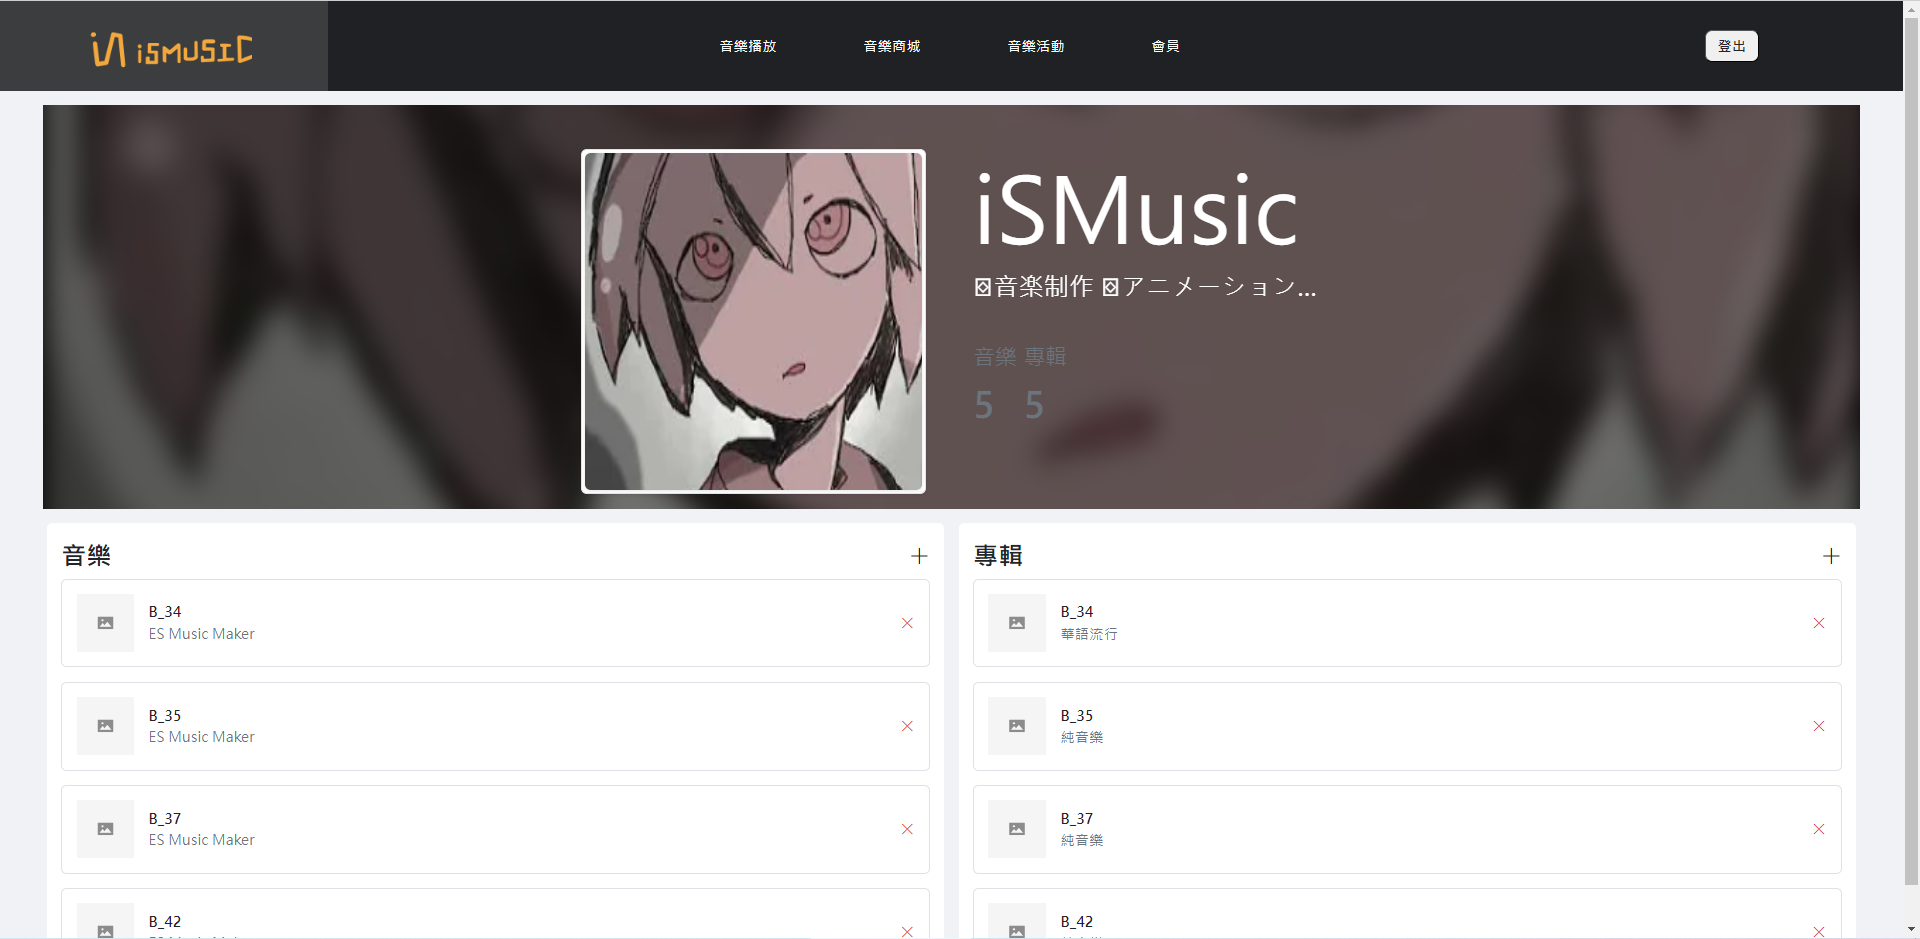 iSMUSIC
音樂播放
音樂商城
音樂活動
會員
登出
iSMusic
音楽制作 アニメーション...
音樂 專輯
5 5
音樂
B_34
ES Music Maker
B_35
ES Music Maker
B_37
ES Music Maker
B_42
專輯
B_34
華語流行
B_35
純音樂
B_37
純音樂
B_42